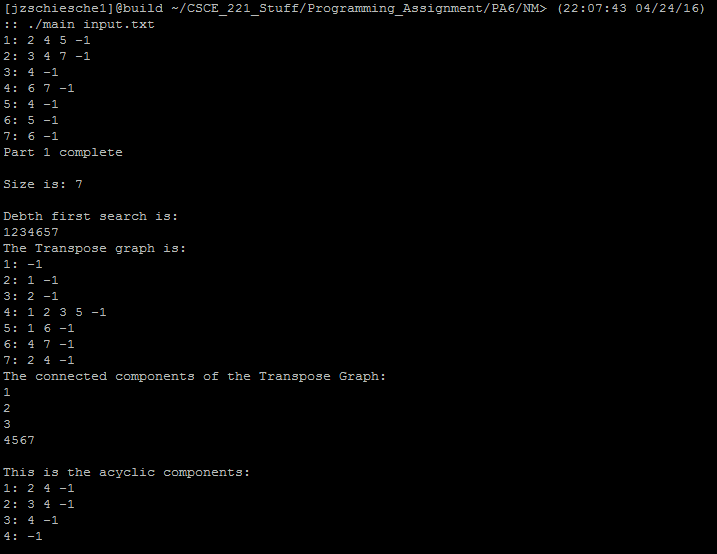 [jzschiesche1]@build ~/CSCE_221_Stuff/Programming_Assignment/PA6/NM> (22:07:43 04/24/16)
:: ./main input.txt
1: 2 4 5 -1
2: 3 4 7 -1
3: 4 -1
4: 6 7 -1
5: 4 -1
6: 5 -1
7: 6 -1
Part 1 complete
Size is: 7
Debth first search is:
1234657
The Transpose graph is:
1: -1
2: 1 -1
3: 2 -1
4: 1 2 3 5 -1
5: 1 6 -1
6: 4 7 -1
7: 2 4 -1
The connected components of the Transpose Graph:
1
2
3
4567
This is the acyclic components:
1: 2 4 -1
2: 3 4 -1
3: 4 -1
4: -1